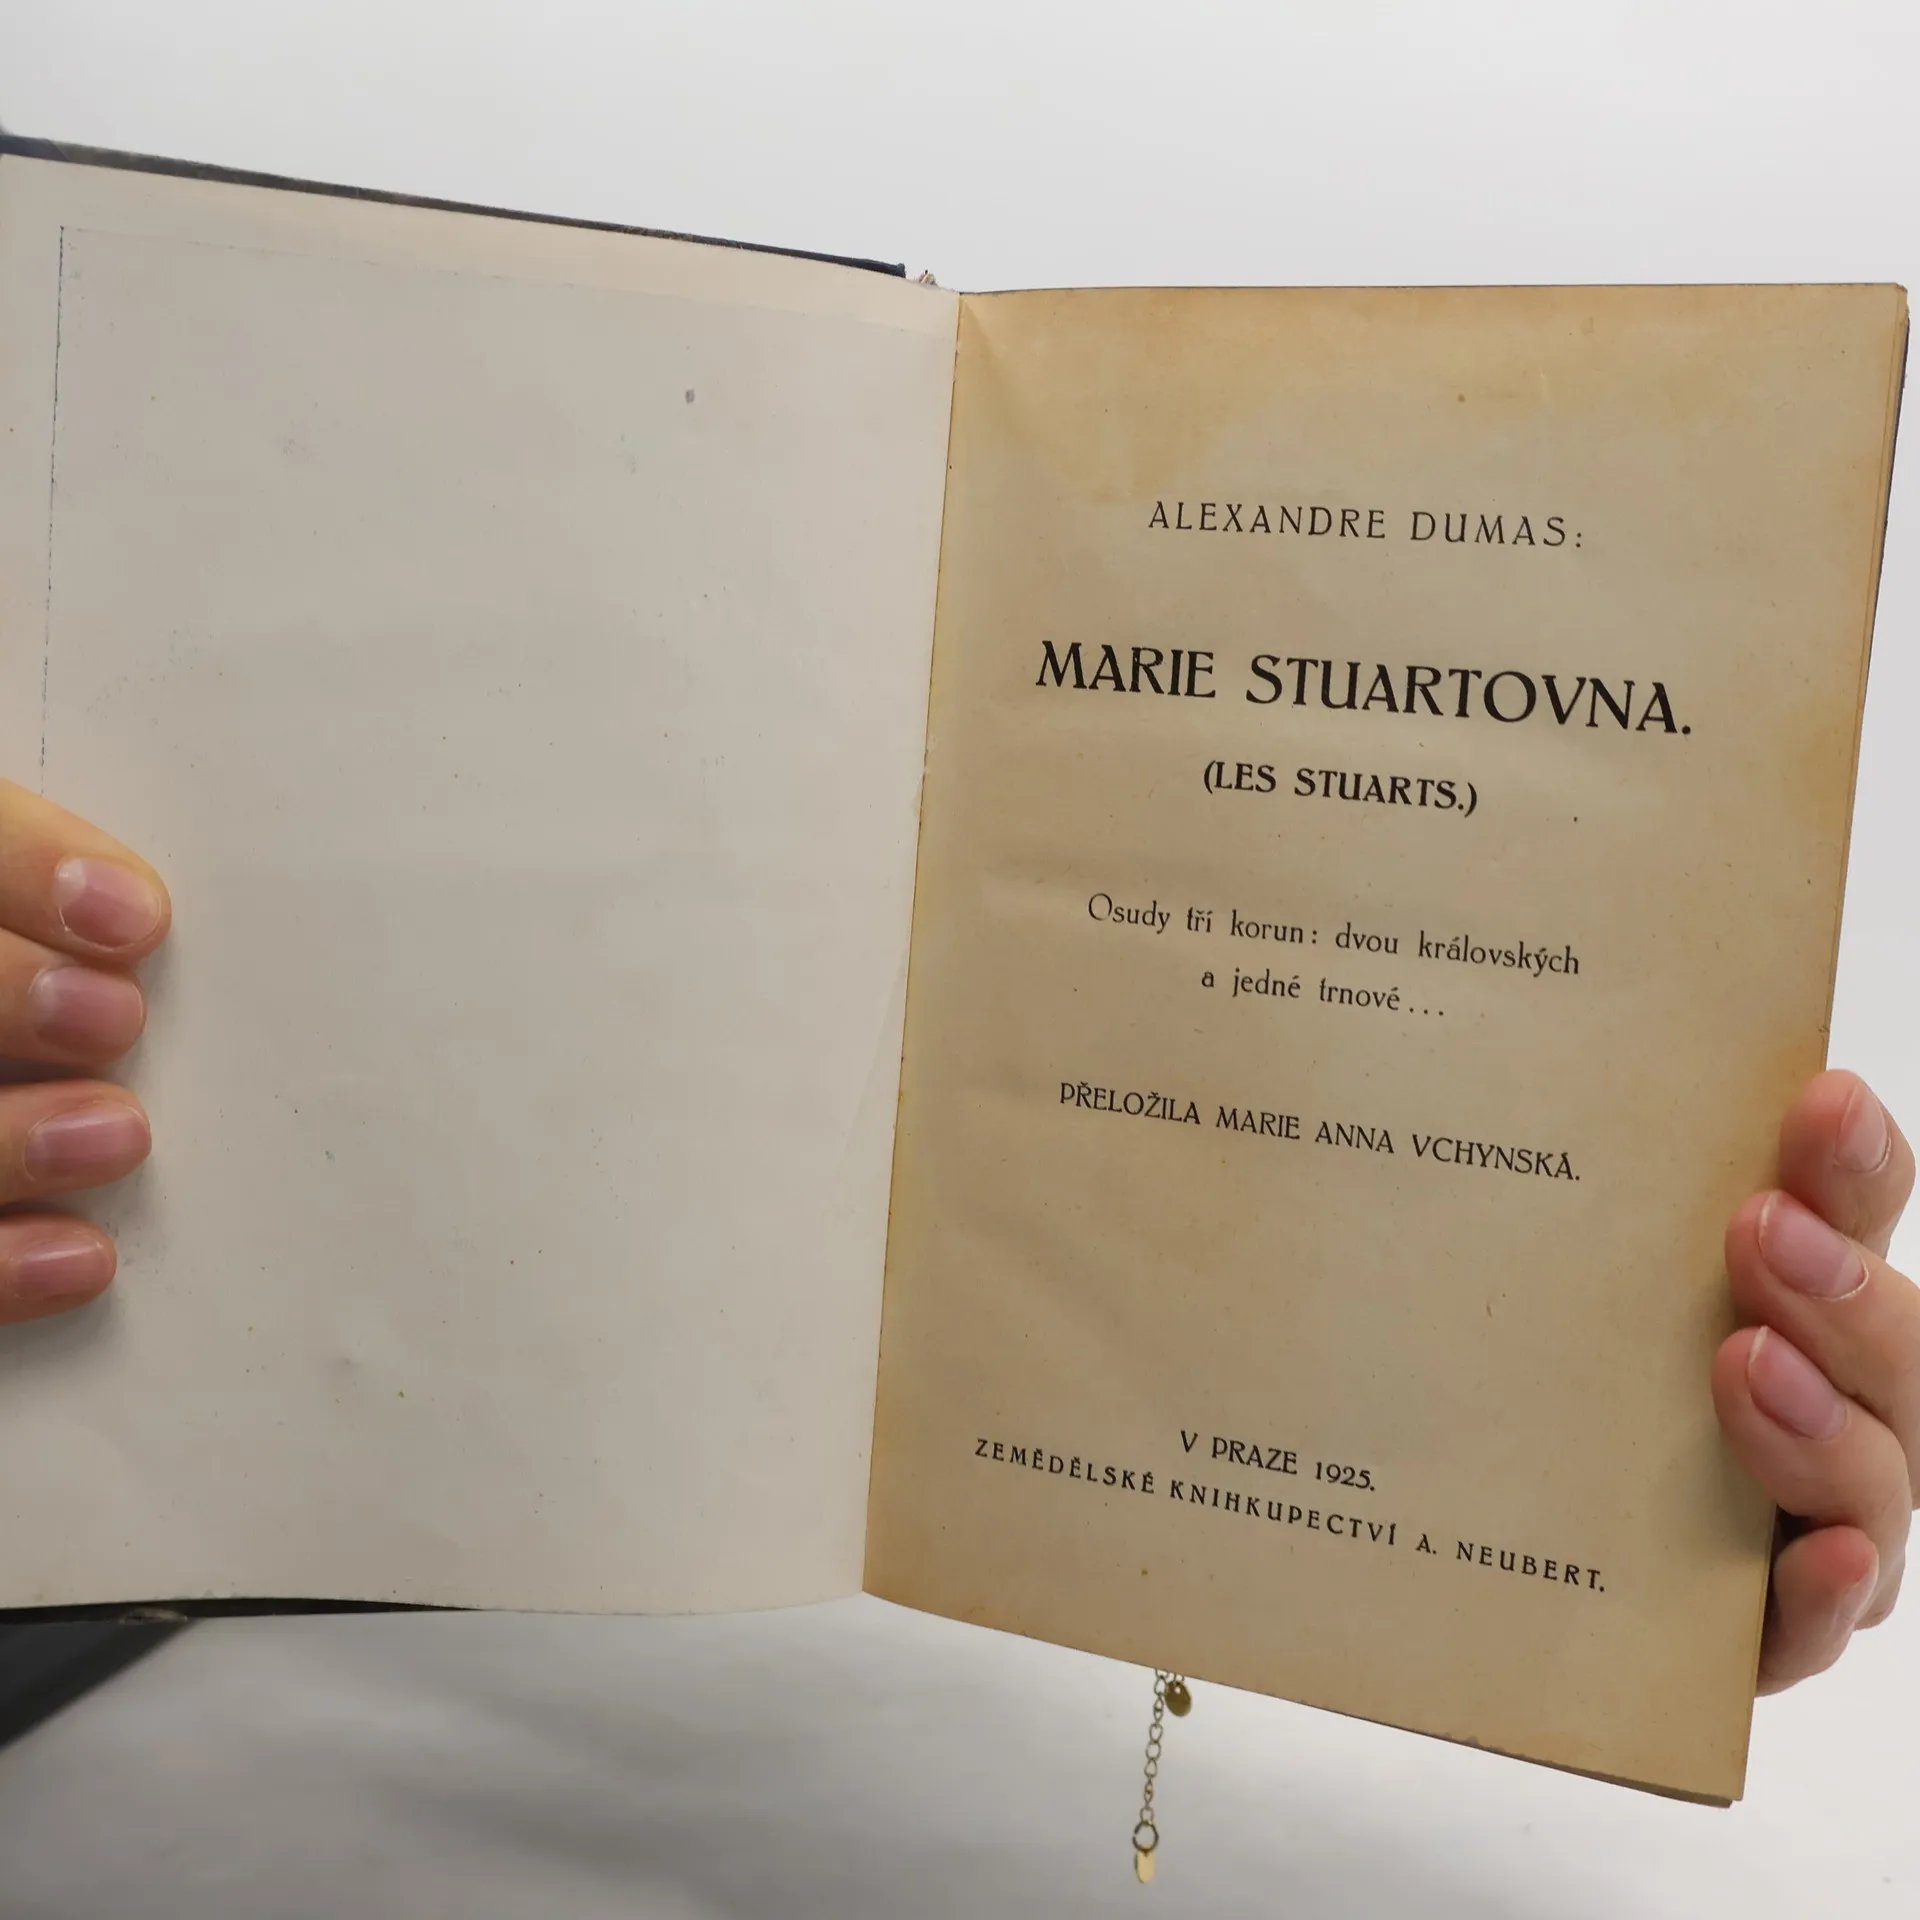 ALEXANDRE DUMAS:
MARIE STUARTOVNA.
(LES STUARTS.)
Osudy tří korun: dvou královských
a jedné trnové...
PŘELOŽILA MARIE ANNA VCHYNSKÁ.
V PRAZE 1925.
ZEMĚDĚLSKÉ KNIHKUPECTVÍ A. NEUBERT.